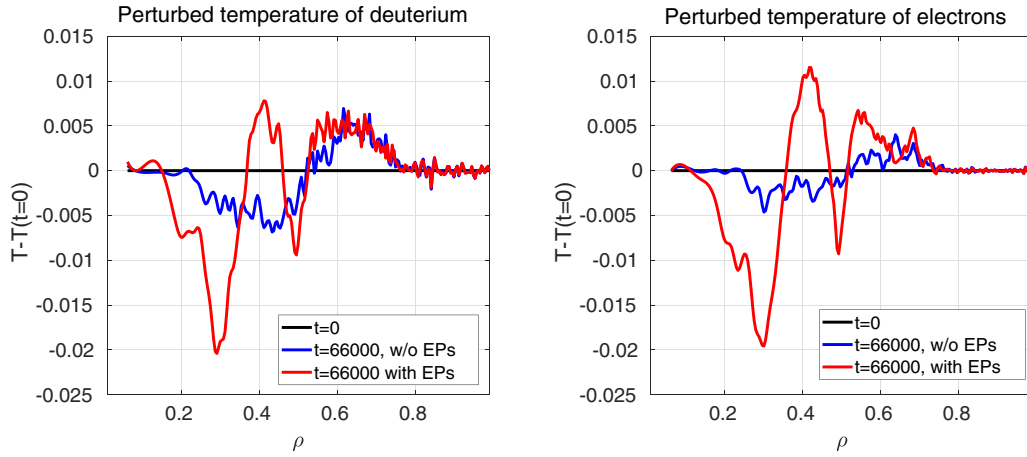 Perturbed temperature of deuterium
0.015
0.01
0.005
0
-0.005
-0.01
-0.015
-0.02
-0.025
T-T(t=0)
t=0
t=66000, w/o EPs
t=66000 with EPs
0.2 0.4 0.6 0.8
ρ
Perturbed temperature of electrons
0.015
0.01
0.005
0
-0.005
-0.01
-0.015
-0.02
-0.025
T-T(t=0)
t=0
t=66000, w/o EPs
t=66000, with EPs
0.2 0.4 0.6 0.8
ρ